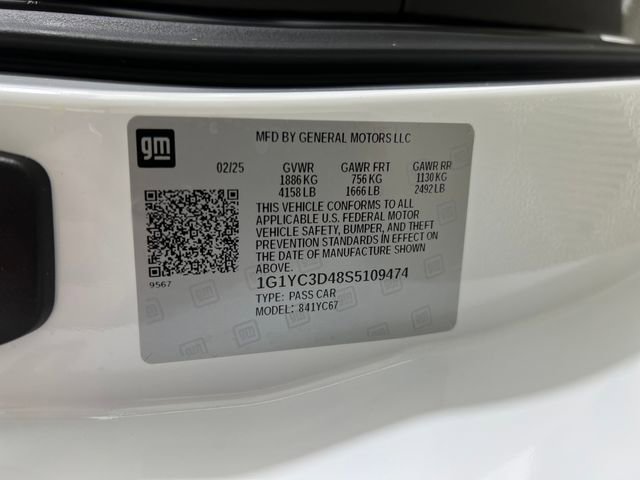 gm
MFD BY GENERAL MOTORS LLC
02/25 GVWR GAWR FRT GAWR RR
1886 KG 756 KG 1130 KG
4158 LB 1666 LB 2492 LB
THIS VEHICLE CONFORMS TO ALL
APPLICABLE U.S. FEDERAL MOTOR
VEHICLE SAFETY, BUMPER, AND THEFT
PREVENTION STANDARDS IN EFFECT ON
THE DATE OF MANUFACTURE SHOWN
ABOVE.
9567
1G1YC3D48S5109474
TYPE: PASS CAR
MODEL: 841YC67